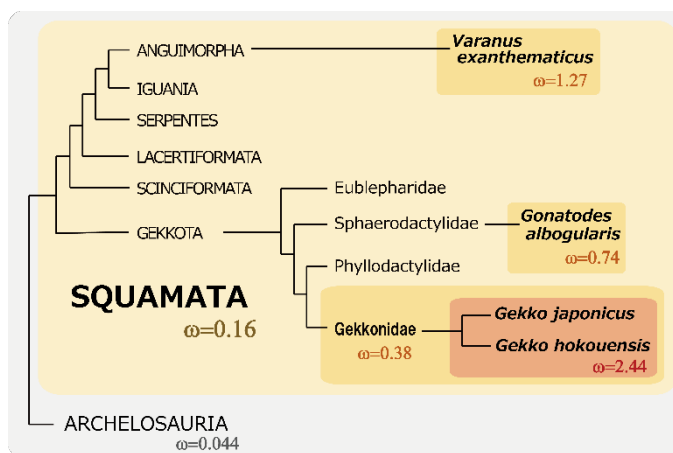 ANGUIMORPHA
Varanus
exanthematicus
ω=1.27
IGUANIA
SERPENTES
LACERTIFORMATA
SCINCIFORMATA
Eublepharidae
GEKKOTA
Sphaerodactylidae
Gonatodes
albogularis
ω=0.74
Phyllodactylidae
SQUAMATA
ω=0.16
Gekkonidae
ω=0.38
Gekko japonicus
Gekko hokouensis
ω=2.44
ARCHELOSAURIA
ω=0.044